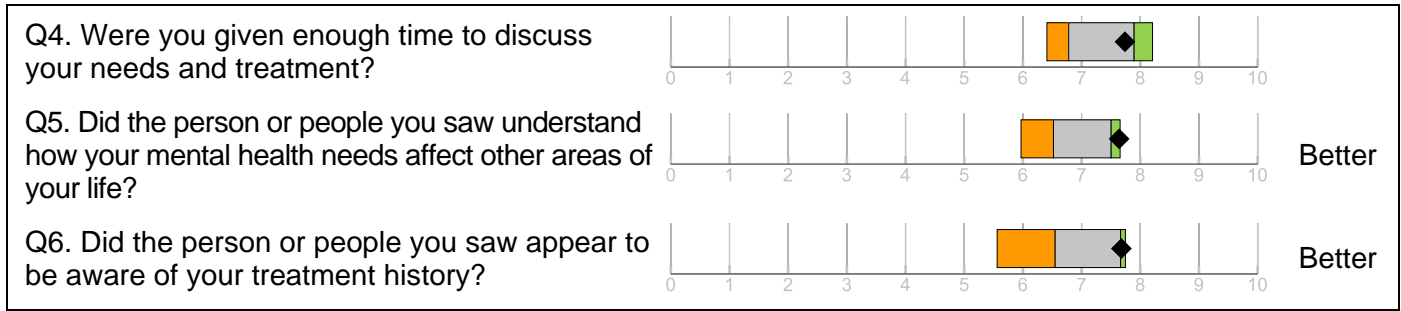 Q4. Were you given enough time to discuss
your needs and treatment?
0 1 2 3 4 5 6 7 8 9 10
Q5. Did the person or people you saw understand
how your mental health needs affect other areas of
your life?
0 1 2 3 4 5 6 7 8 9 10
Better
Q6. Did the person or people you saw appear to
be aware of your treatment history?
0 1 2 3 4 5 6 7 8 9 10
Better